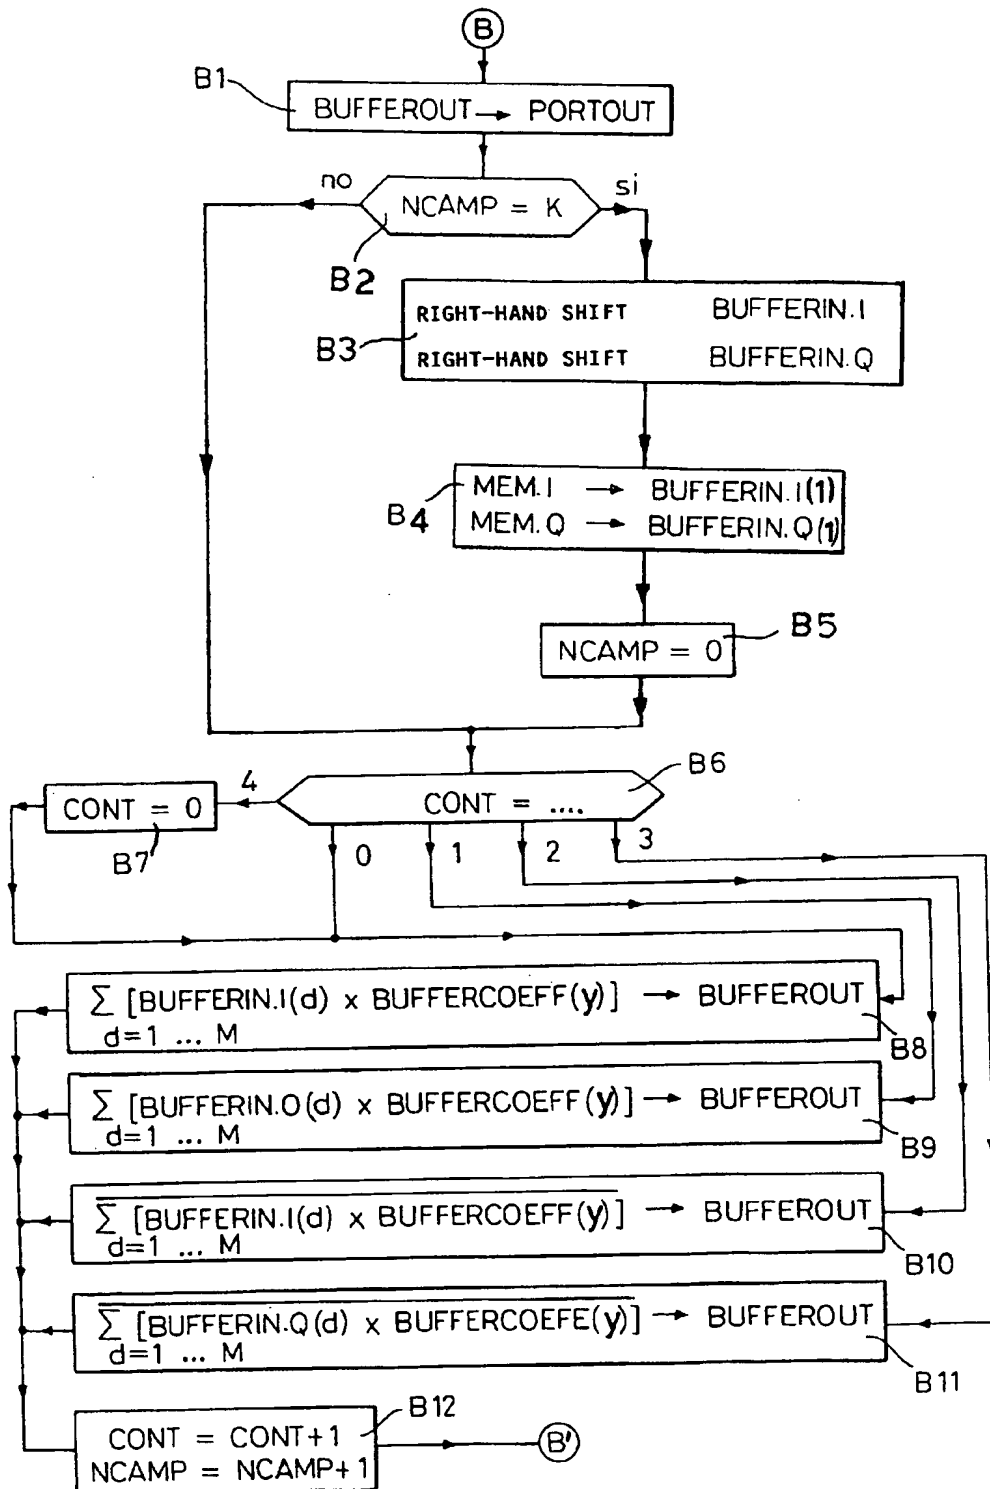 B
B1
BUFFEROUT → PORTOUT
no
si
NCAMP = K
B2
RIGHT-HAND SHIFT BUFFERIN.I
B3
RIGHT-HAND SHIFT BUFFERIN.Q
MEM.I → BUFFERIN.I(1)
B4
MEM.Q → BUFFERIN.Q(1)
B5
NCAMP = 0
B6
4
CONT = ....
CONT = 0
B7
0
1
2
3
∑ [BUFFERIN.I(d) x BUFFERCOEFF(y)] → BUFFEROUT
d=1 ... M
B8
∑ [BUFFERIN.O(d) x BUFFERCOEFF(y)] → BUFFEROUT
d=1 ... M
B9
∑ [BUFFERIN.I(d) x BUFFERCOEFF(y)] → BUFFEROUT
d=1 ... M
B10
∑ [BUFFERIN.Q(d) x BUFFERCOEFE(y)] → BUFFEROUT
d=1 ... M
B11
B12
CONT = CONT+1
B'
NCAMP = NCAMP+1